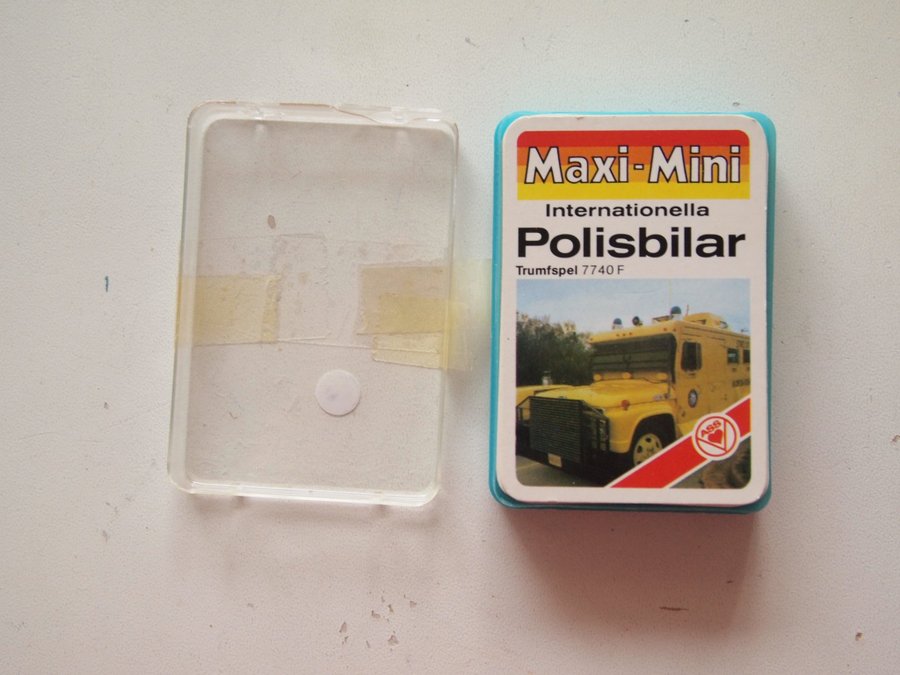 Maxi-Mini
Internationella
Polisbilar
Trumfspel 7740 F
ASS